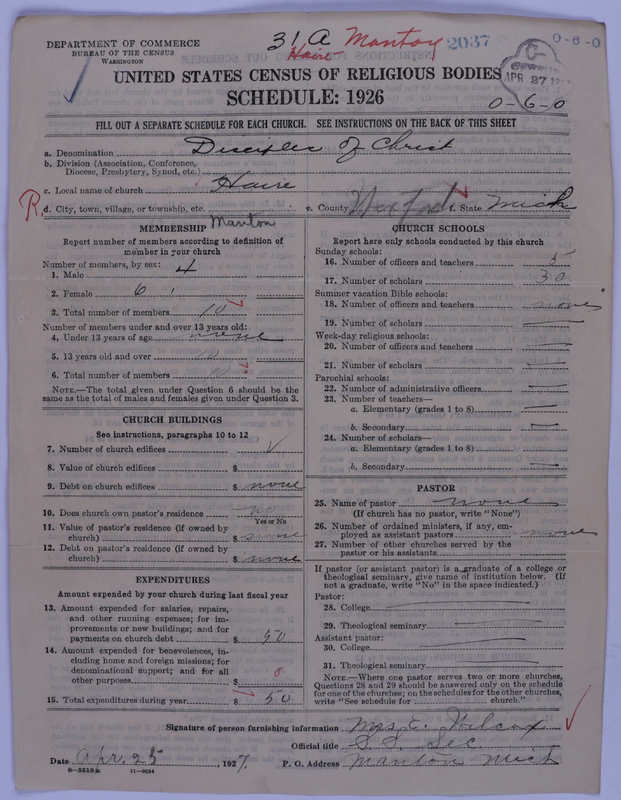 31 A
Haire Manton 2037 0-6-0
DEPARTMENT OF COMMERCE
BUREAU OF THE CENSUS
WASHINGTON
APR 27
UNITED STATES CENSUS OF RELIGIOUS BODIES
SCHEDULE: 1926
0-6-0
FILL OUT A SEPARATE SCHEDULE FOR EACH CHURCH. SEE INSTRUCTIONS ON THE BACK OF THIS SHEET
a. Denomination Disciples of Christ
b. Division (Association, Conference,
Diocese, Presbytery, Synod, etc.)
c. Local name of church Haire
R d. City, town, village, or township, etc. Manton e. County Wexford f. State Mich
MEMBERSHIP
Report number of members according to definition of
member in your church
Number of members, by sex:
1. Male 4
2. Female 6
3. Total number of members 10
Number of members under and over 13 years old:
4. Under 13 years of age none
5. 13 years old and over 10
6. Total number of members 10
NOTE.—The total given under Question 6 should be the
same as the total of males and females given under Question 3.
CHURCH BUILDINGS
See instructions, paragraphs 10 to 12
7. Number of church edifices
8. Value of church edifices $
9. Debt on church edifices $ none
10. Does church own pastor's residence? no
Yes or No
11. Value of pastor's residence (if owned by
church) $ none
12. Debt on pastor's residence (if owned by
church) $ none
EXPENDITURES
Amount expended by your church during last fiscal year
13. Amount expended for salaries, repairs,
and other running expenses; for im-
provements or new buildings; and for
payments on church debt $ 50
14. Amount expended for benevolences, in-
cluding home and foreign missions; for
denominational support; and for all
other purposes $ 0
15. Total expenditures during year $ 50
CHURCH SCHOOLS
Report here only schools conducted by this church
Sunday schools:
16. Number of officers and teachers 5
17. Number of scholars 30
Summer vacation Bible schools:
18. Number of officers and teachers none
19. Number of scholars —
Week-day religious schools:
20. Number of officers and teachers —
21. Number of scholars —
Parochial schools:
22. Number of administrative officers —
23. Number of teachers—
a. Elementary (grades 1 to 8) —
b. Secondary —
24. Number of scholars—
a. Elementary (grades 1 to 8) —
b. Secondary —
PASTOR
25. Name of pastor none
(If church has no pastor, write "None")
26. Number of ordained ministers, if any, em-
ployed as assistant pastors none
27. Number of other churches served by the
pastor or his assistants
If pastor (or assistant pastor) is a graduate of a college or
theological seminary, give name of institution below. (If
not a graduate, write "No" in the space indicated.)
Pastor:
28. College —
29. Theological seminary —
Assistant pastor:
30. College —
31. Theological seminary —
NOTE.—Where one pastor serves two or more churches,
Questions 28 and 29 should be answered only on the schedule
for one of the churches; on the schedules for the other churches,
write "See schedule for church."
Signature of person furnishing information Mrs E. Wilcox
Official title S. S. Sec.
Date Apr. 25 1927. P. O. Address Manton Mich
8—5518a 11—9054